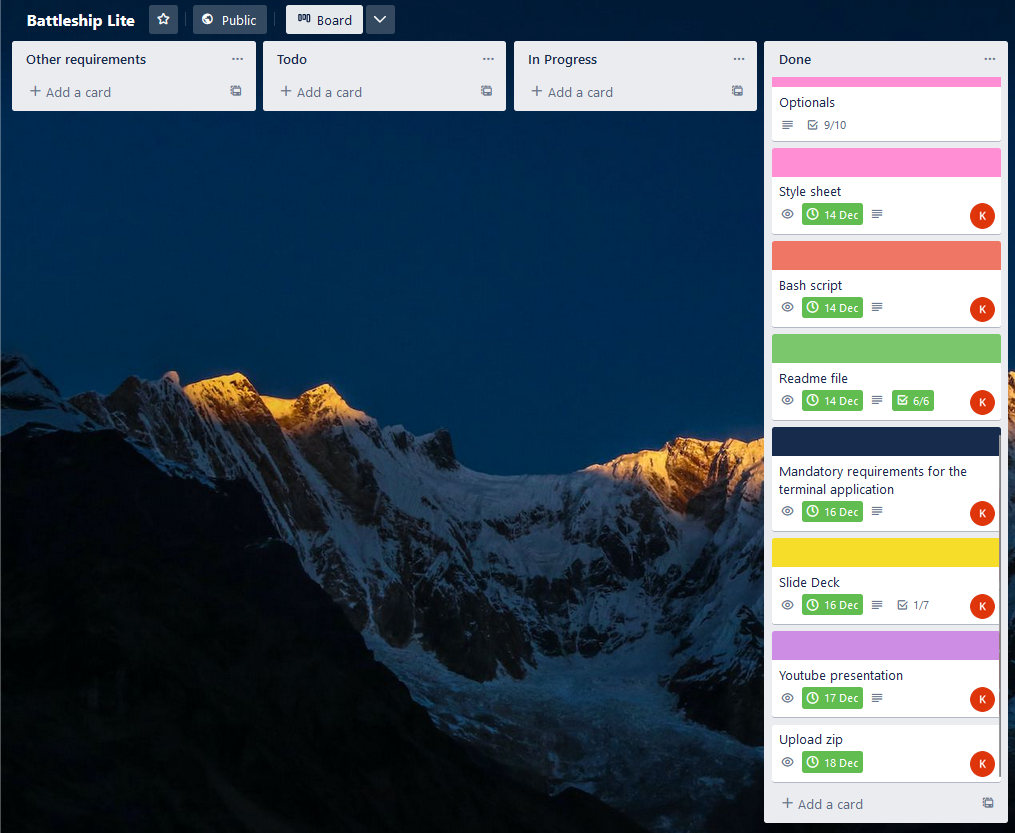 Battleship Lite
Public
Board
Other requirements
Add a card
Todo
Add a card
In Progress
Add a card
Done
Optionals
9/10
Style sheet
14 Dec
K
Bash script
14 Dec
K
Readme file
14 Dec
6/6
K
Mandatory requirements for the
terminal application
16 Dec
K
Slide Deck
16 Dec
1/7
K
Youtube presentation
17 Dec
K
Upload zip
18 Dec
K
Add a card